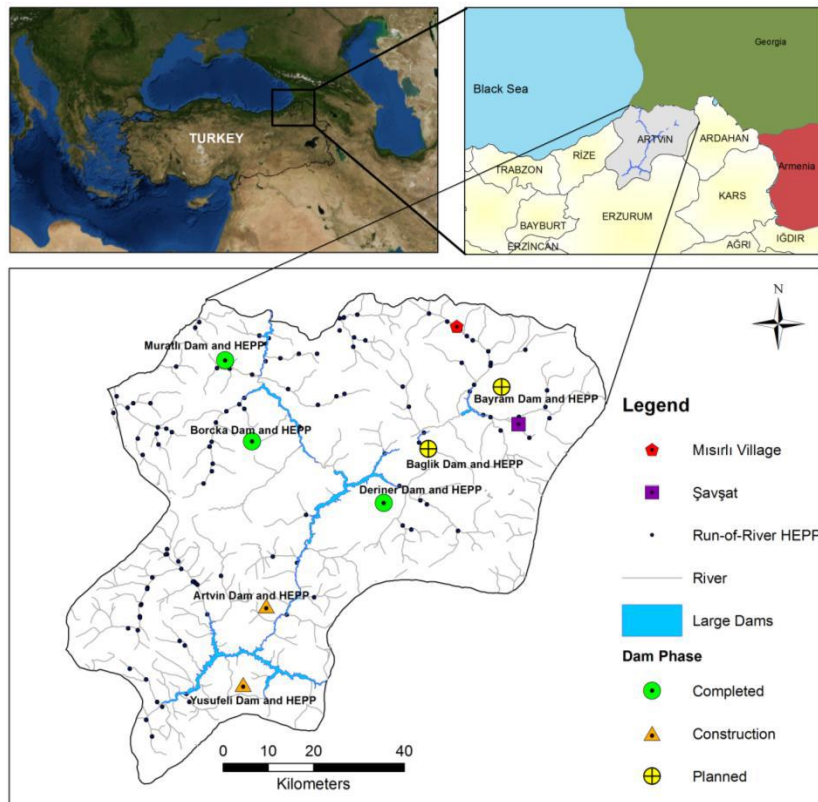 TURKEY
Georgia
Black Sea
ARTVİN
ARDAHAN
RİZE
TRABZON
Armenia
KARS
BAYBURT
ERZURUM
ERZİNCAN
AĞRI
IĞDIR
N
Muratlı Dam and HEPP
Bayram Dam and HEPP
Borcka Dam and HEPP
Baglik Dam and HEPP
Deriner Dam and HEPP
Artvin Dam and HEPP
Yusufeli Dam and HEPP
0 10 20 40
Kilometers
Legend
Mısırlı Village
Şavşat
Run-of-River HEPP
River
Large Dams
Dam Phase
Completed
Construction
Planned